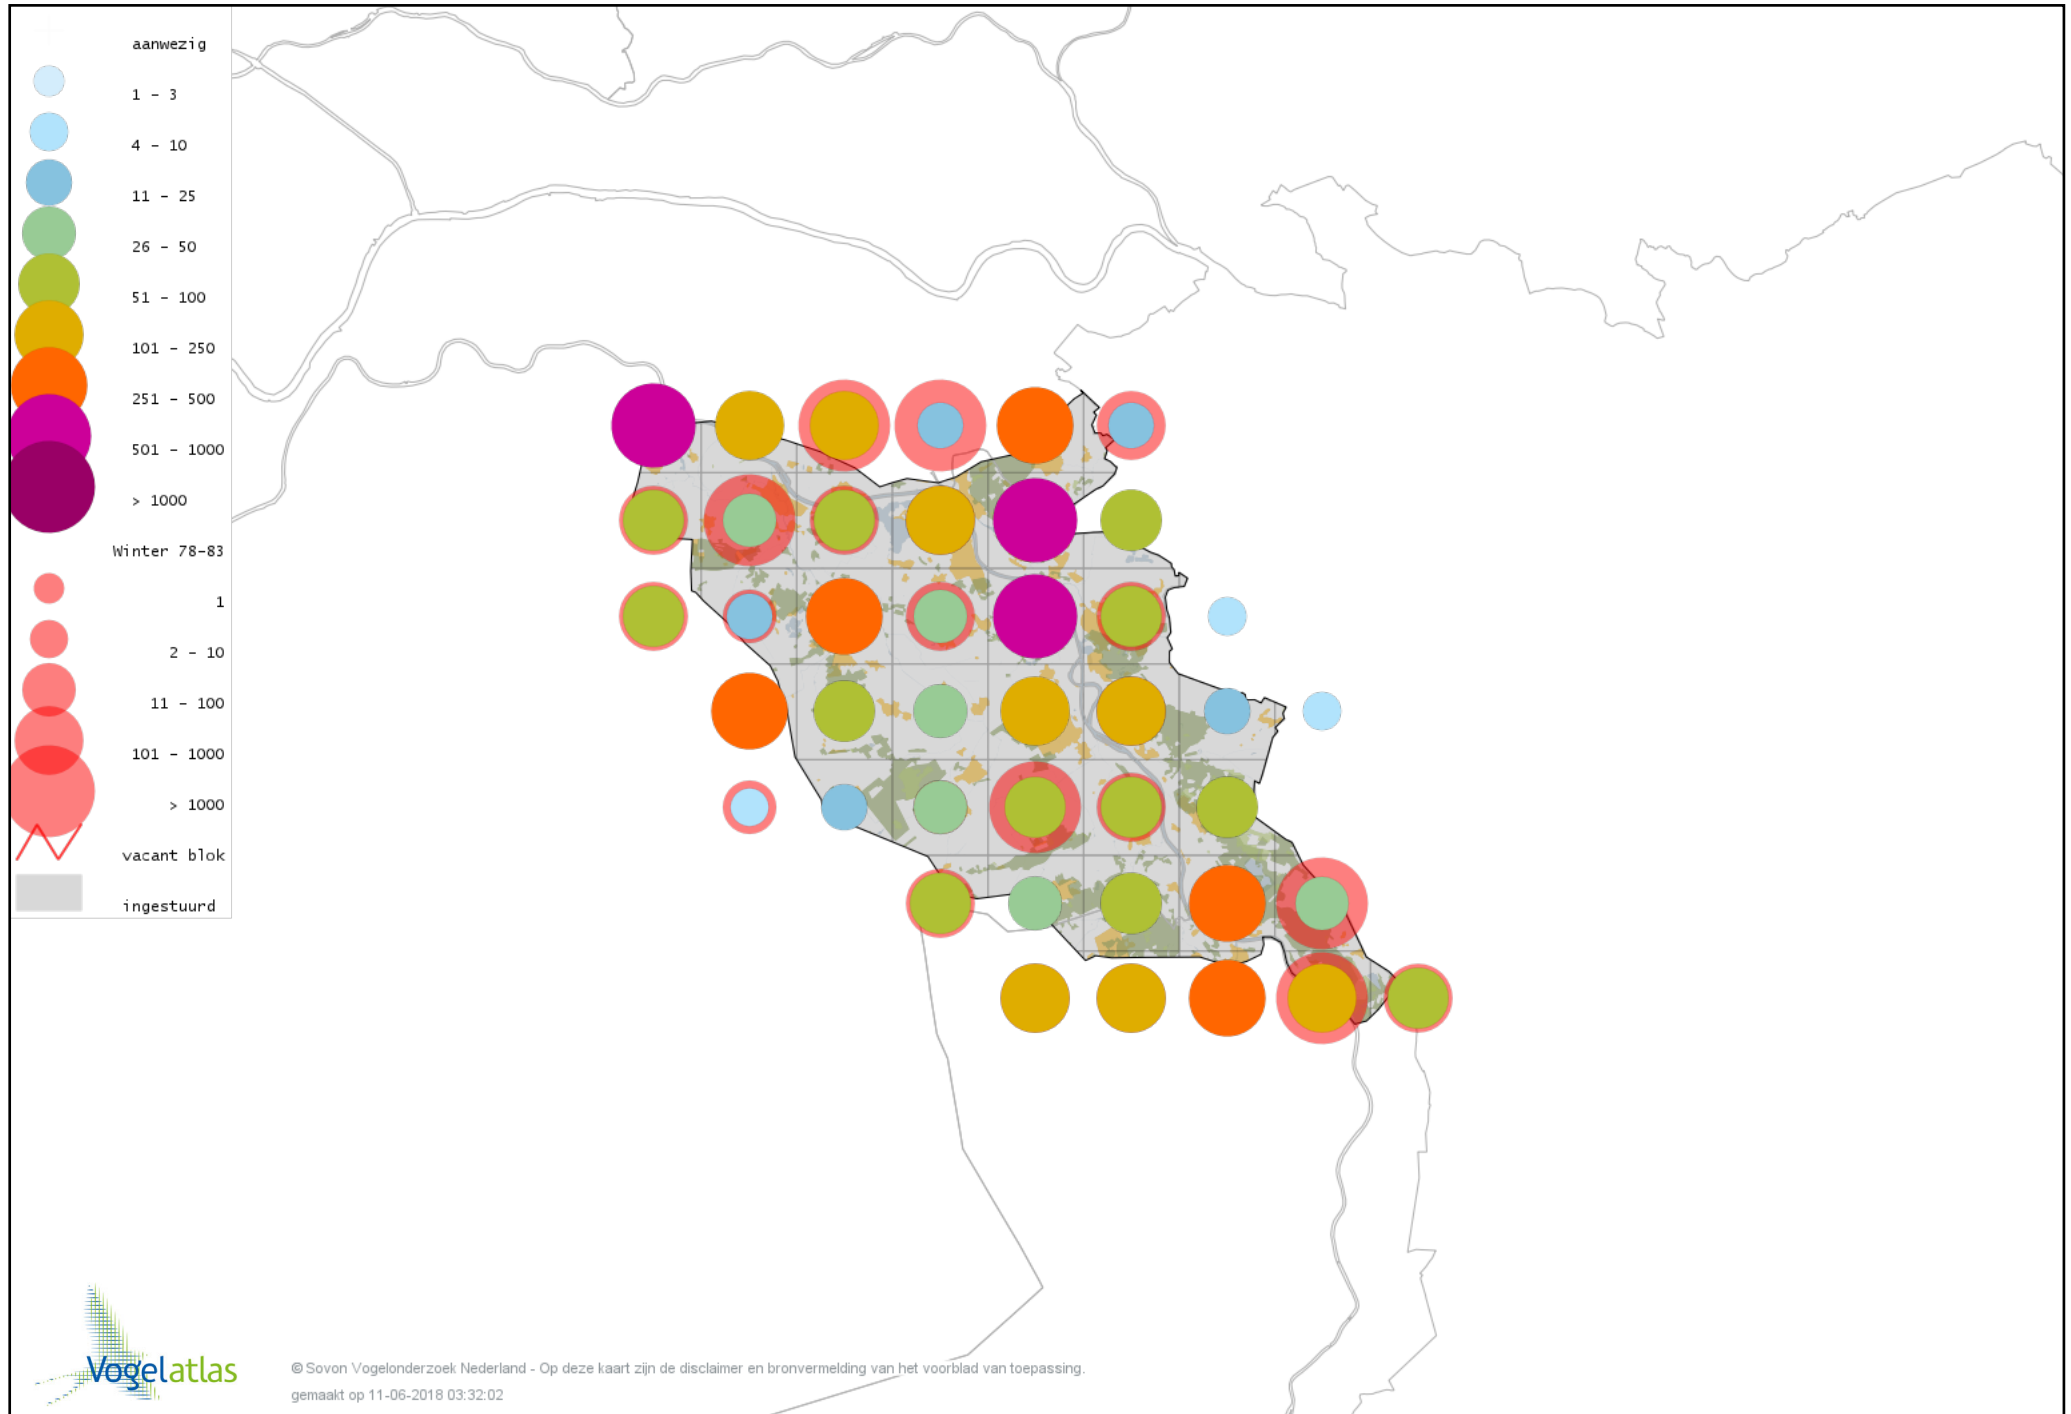 aanwezig
1 - 3
4 - 10
11 - 25
26 - 50
51 - 100
101 - 250
251 - 500
501 - 1000
> 1000
Winter 78-83
1
2 - 10
11 - 100
101 - 1000
> 1000
vacant blok
ingestuurd
Vogelatlas
© Sovon Vogelonderzoek Nederland - Op deze kaart zijn de disclaimer en bronvermelding van het voorblad van toepassing.
gemaakt op 11-06-2018 03:32:02